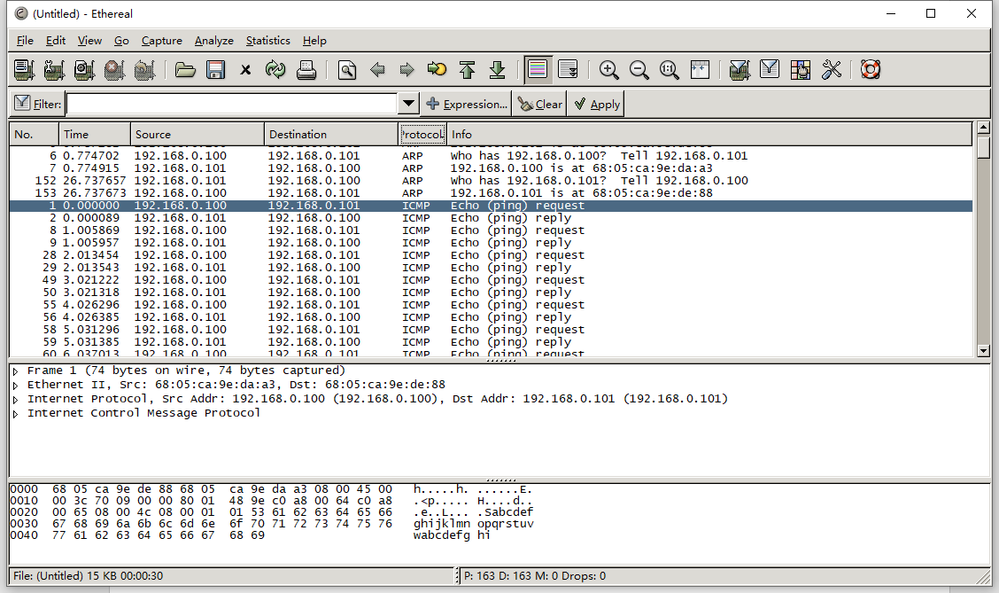 (Untitled) - Ethereal
File Edit View Go Capture Analyze Statistics Help
Filter: Expression... Clear Apply
No. Time Source Destination Protocol Info
6 0.774702 192.168.0.101 192.168.0.100 ARP Who has 192.168.0.100? Tell 192.168.0.101
7 0.774915 192.168.0.100 192.168.0.101 ARP 192.168.0.100 is at 68:05:ca:9e:da:a3
152 26.737657 192.168.0.100 192.168.0.101 ARP Who has 192.168.0.101? Tell 192.168.0.100
153 26.737673 192.168.0.101 192.168.0.100 ARP 192.168.0.101 is at 68:05:ca:9e:de:88
1 0.000000 192.168.0.100 192.168.0.101 ICMP Echo (ping) request
2 0.000089 192.168.0.101 192.168.0.100 ICMP Echo (ping) reply
8 1.005869 192.168.0.100 192.168.0.101 ICMP Echo (ping) request
9 1.005957 192.168.0.101 192.168.0.100 ICMP Echo (ping) reply
28 2.013454 192.168.0.100 192.168.0.101 ICMP Echo (ping) request
29 2.013543 192.168.0.101 192.168.0.100 ICMP Echo (ping) reply
49 3.021222 192.168.0.100 192.168.0.101 ICMP Echo (ping) request
50 3.021318 192.168.0.101 192.168.0.100 ICMP Echo (ping) reply
55 4.026296 192.168.0.100 192.168.0.101 ICMP Echo (ping) request
56 4.026385 192.168.0.101 192.168.0.100 ICMP Echo (ping) reply
58 5.031296 192.168.0.100 192.168.0.101 ICMP Echo (ping) request
59 5.031385 192.168.0.101 192.168.0.100 ICMP Echo (ping) reply
60 6.037013 192.168.0.100 192.168.0.101 ICMP Echo (ping) request
Frame 1 (74 bytes on wire, 74 bytes captured)
Ethernet II, Src: 68:05:ca:9e:da:a3, Dst: 68:05:ca:9e:de:88
Internet Protocol, Src Addr: 192.168.0.100 (192.168.0.100), Dst Addr: 192.168.0.101 (192.168.0.101)
Internet Control Message Protocol
0000 68 05 ca 9e de 88 68 05 ca 9e da a3 08 00 45 00 h.....h. ......E.
0010 00 3c 70 09 00 00 80 01 48 9e c0 a8 00 64 c0 a8 .<p..... H....d..
0020 00 65 08 00 4c 08 00 01 01 53 61 62 63 64 65 66 .e..L... .Sabcdef
0030 67 68 69 6a 6b 6c 6d 6e 6f 70 71 72 73 74 75 76 ghijklmn opqrstuv
0040 77 61 62 63 64 65 66 67 68 69 wabcdefg hi
File: (Untitled) 15 KB 00:00:30 P: 163 D: 163 M: 0 Drops: 0